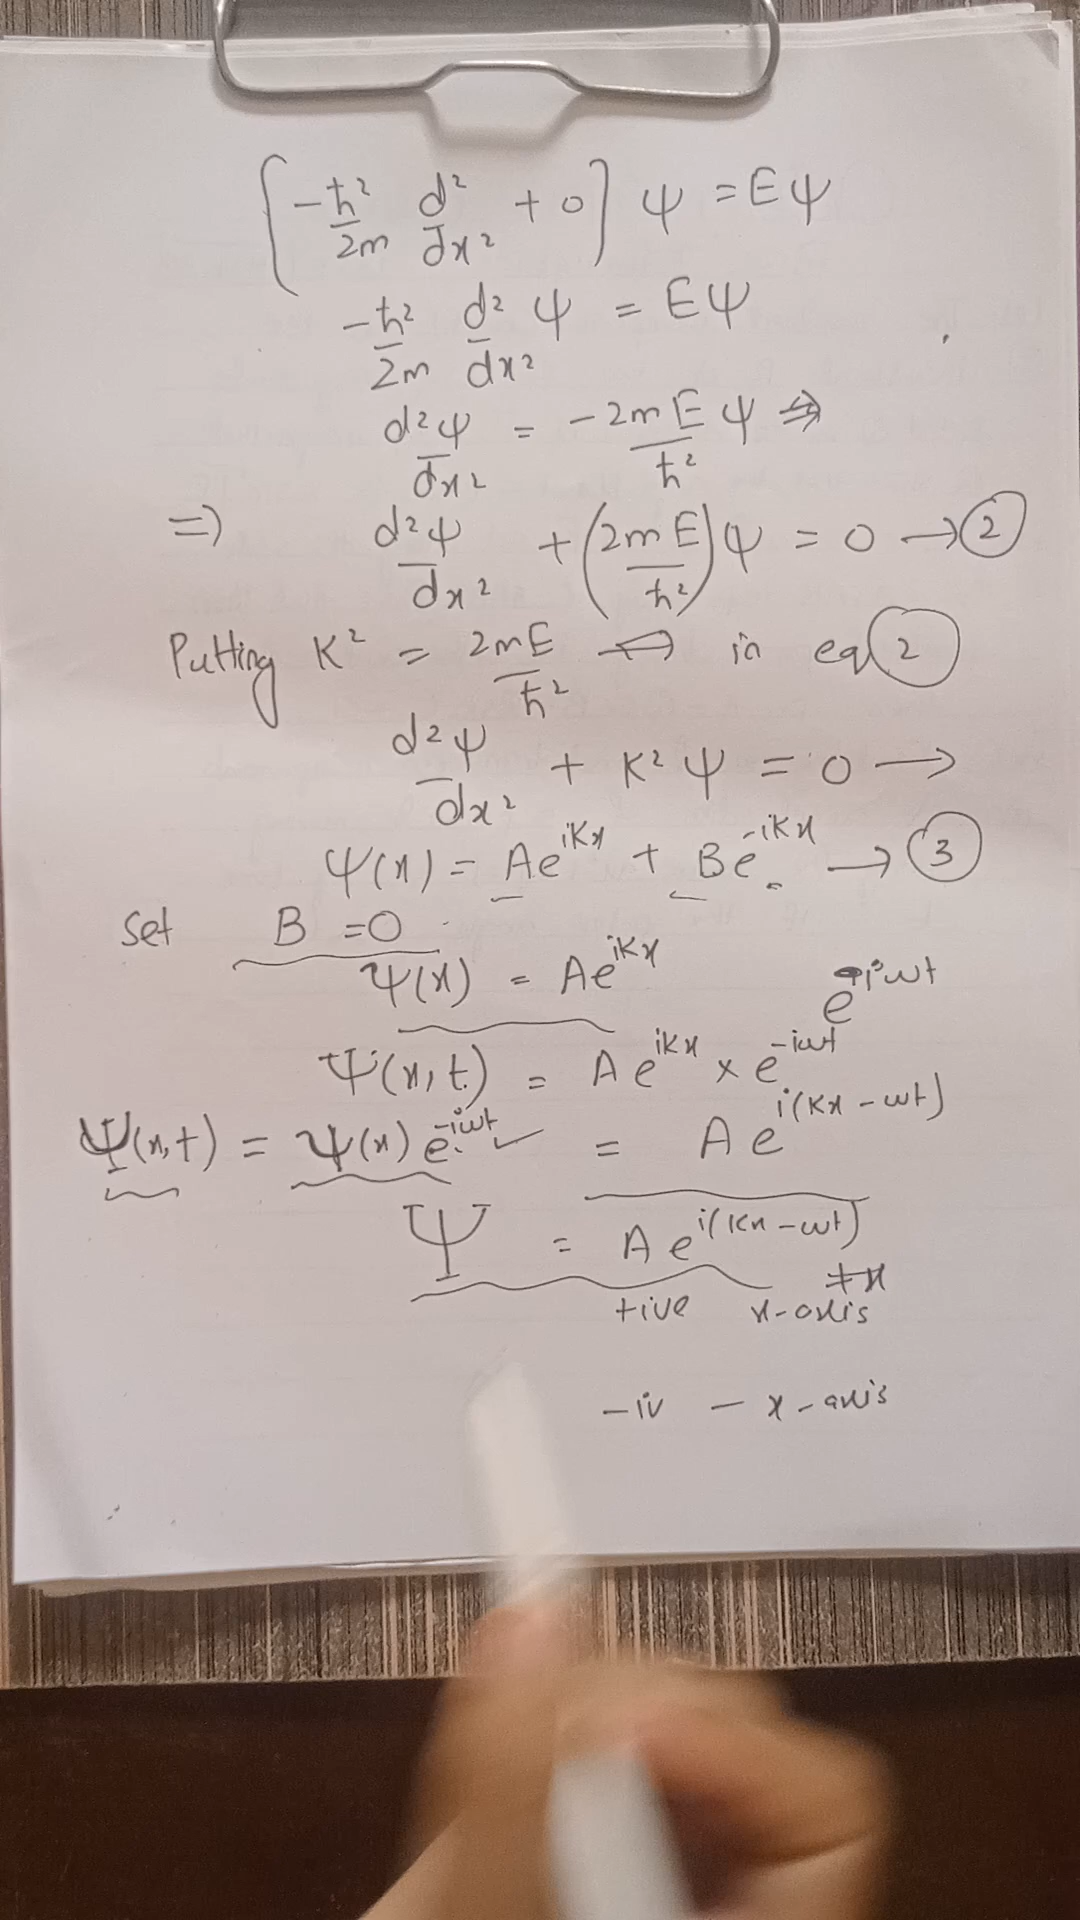 [-ħ²/2m d²/dx² + 0] ψ = Eψ
-ħ²/2m d²/dx² ψ = Eψ
d²ψ/dx² = -2mE/ħ² ψ ⇒
⇒ d²ψ/dx² + (2mE/ħ²)ψ = 0 → ②
Putting K² = 2mE/ħ² ⇔ in eq ②
d²ψ/dx² + K²ψ = 0 →
ψ(x) = Ae^{iKx} + Be^{-iKx} → ③
Set B = 0
ψ(x) = Ae^{iKx}
e^{-iωt}
Ψ(x,t) = Ae^{iKx} × e^{-iωt}
Ψ(x,t) = ψ(x)e^{-iωt} ✓ = Ae^{i(Kx-ωt)}
Ψ = Ae^{i(Kx-ωt)}
+x
+ive x-axis
-iv - x-axis